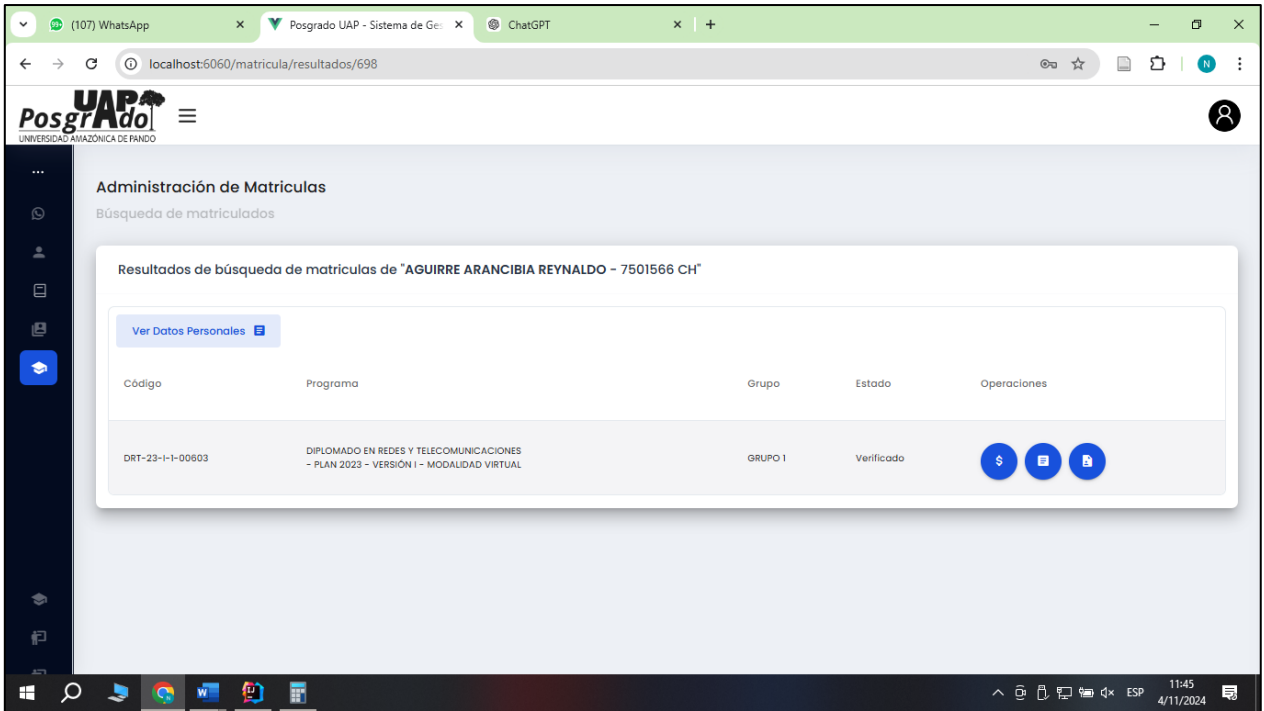 (107) WhatsApp
Posgrado UAP - Sistema de Ges
ChatGPT
localhost:6060/matricula/resultados/698
N
UAP
PosgrAdo
UNIVERSIDAD AMAZÓNICA DE PANDO
Administración de Matriculas
Búsqueda de matriculados
Resultados de búsqueda de matriculas de "AGUIRRE ARANCIBIA REYNALDO - 7501566 CH"
Ver Datos Personales
Código Programa Grupo Estado Operaciones
DRT-23-I-1-00603 DIPLOMADO EN REDES Y TELECOMUNICACIONES
- PLAN 2023 - VERSIÓN I - MODALIDAD VIRTUAL GRUPO 1 Verificado
ESP
11:45
4/11/2024